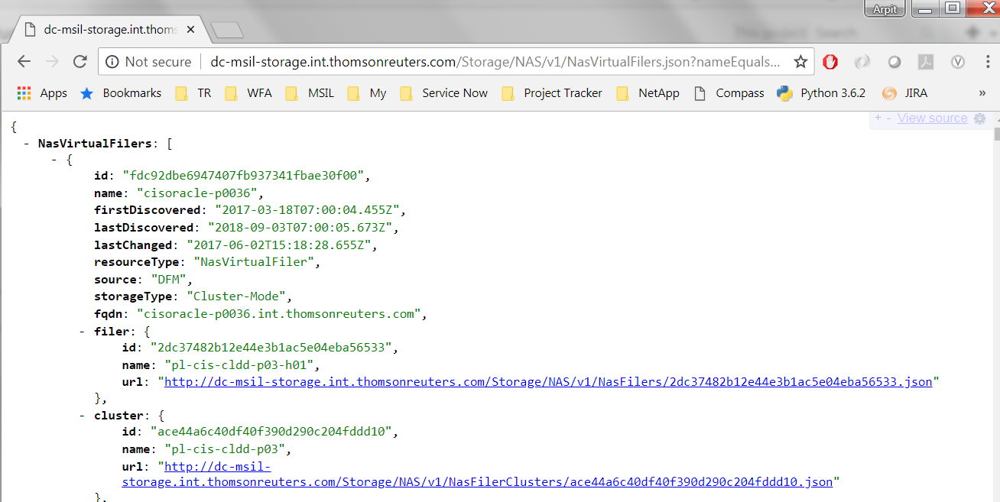 Arpit
dc-msil-storage.int.thoms
Not secure
dc-msil-storage.int.thomsonreuters.com/Storage/NAS/v1/NasVirtualFilers.json?nameEquals...
Apps Bookmarks TR WFA MSIL My Service Now Project Tracker NetApp Compass Python 3.6.2 JIRA »
+ - View source
{
- NasVirtualFilers: [
- {
id: "fdc92dbe6947407fb937341fbae30f00",
name: "cisoracle-p0036",
firstDiscovered: "2017-03-18T07:00:04.455Z",
lastDiscovered: "2018-09-03T07:00:05.673Z",
lastChanged: "2017-06-02T15:18:28.655Z",
resourceType: "NasVirtualFiler",
source: "DFM",
storageType: "Cluster-Mode",
fqdn: "cisoracle-p0036.int.thomsonreuters.com",
- filer: {
id: "2dc37482b12e44e3b1ac5e04eba56533",
name: "pl-cis-cldd-p03-h01",
url: "http://dc-msil-storage.int.thomsonreuters.com/Storage/NAS/v1/NasFilers/2dc37482b12e44e3b1ac5e04eba56533.json"
},
- cluster: {
id: "ace44a6c40df40f390d290c204fddd10",
name: "pl-cis-cldd-p03",
url: "http://dc-msil-
storage.int.thomsonreuters.com/Storage/NAS/v1/NasFilerClusters/ace44a6c40df40f390d290c204fddd10.json"
},